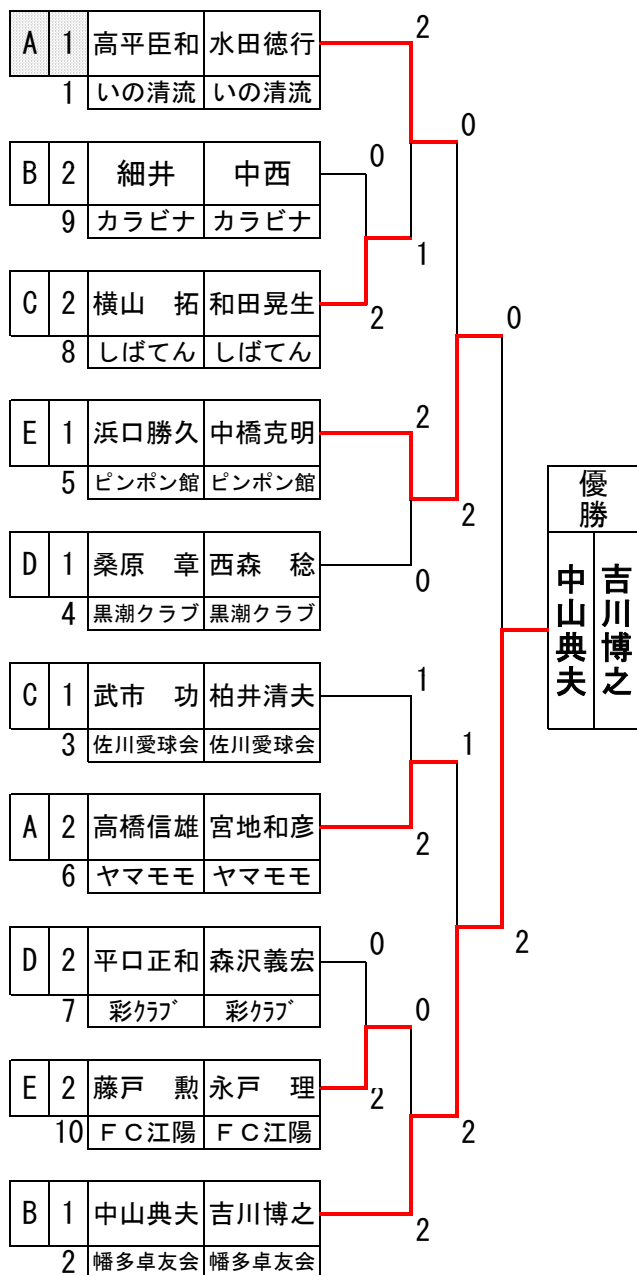 2
A 1 高平臣和 水田徳行
1 いの清流 いの清流
0
0
B 2 細井 中西
9 カラビナ カラビナ
1
C 2 横山 拓 和田晃生
2
0
8 しばてん しばてん
E 1 浜口勝久 中橋克明
2
5 ピンポン館 ピンポン館
2
D 1 桑原 章 西森 稔
0
4 黒潮クラブ 黒潮クラブ
優勝
中山典夫
吉川博之
C 1 武市 功 柏井清夫
1
3 佐川愛球会 佐川愛球会
1
A 2 高橋信雄 宮地和彦
2
6 ヤマモモ ヤマモモ
D 2 平口正和 森沢義宏
0
2
7 彩ｸﾗﾌﾞ 彩ｸﾗﾌﾞ
0
E 2 藤戸 勲 永戸 理
2
10 ＦＣ江陽 ＦＣ江陽
2
B 1 中山典夫 吉川博之
2
2 幡多卓友会 幡多卓友会